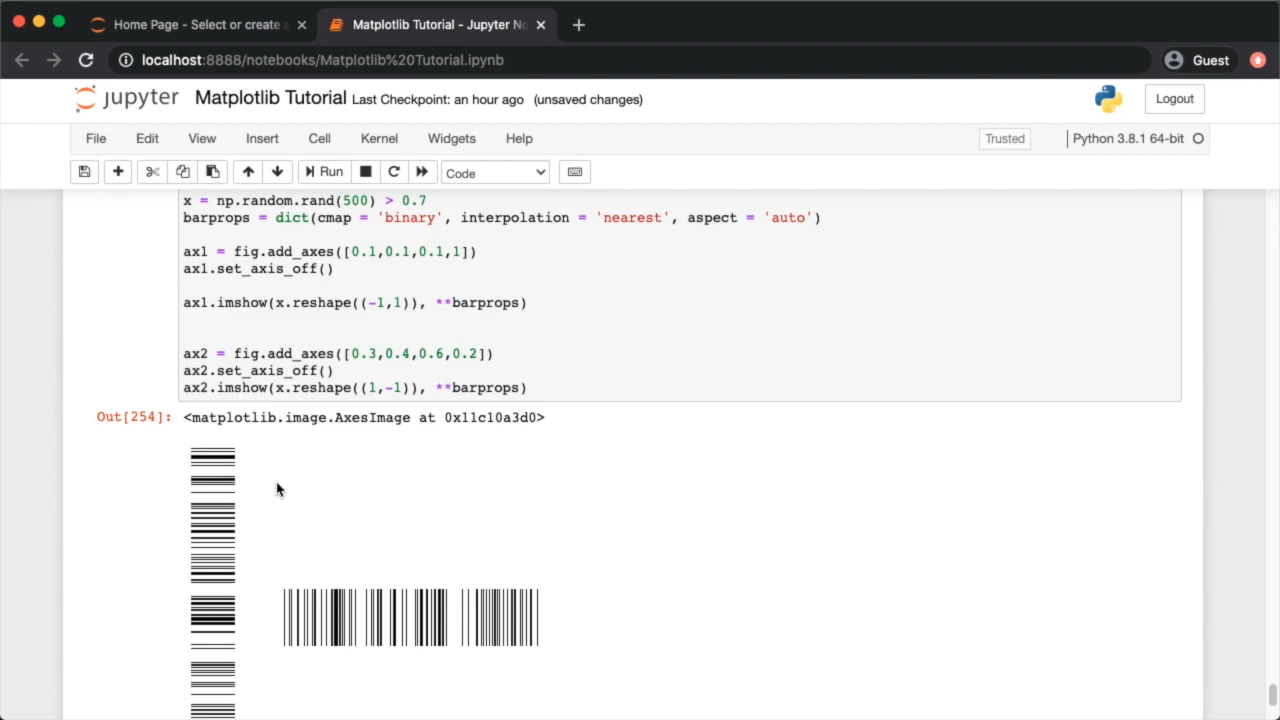 Home Page - Select or create a
Matplotlib Tutorial - Jupyter No
localhost:8888/notebooks/Matplotlib%20Tutorial.ipynb
Guest
jupyter Matplotlib Tutorial Last Checkpoint: an hour ago (unsaved changes)
Logout
File Edit View Insert Cell Kernel Widgets Help
Trusted
Python 3.8.1 64-bit
Run
Code
x = np.random.rand(500) > 0.7
barprops = dict(cmap = 'binary', interpolation = 'nearest', aspect = 'auto')
ax1 = fig.add_axes([0.1,0.1,0.1,1])
ax1.set_axis_off()
ax1.imshow(x.reshape((-1,1)), **barprops)
ax2 = fig.add_axes([0.3,0.4,0.6,0.2])
ax2.set_axis_off()
ax2.imshow(x.reshape((1,-1)), **barprops)
Out[254]: <matplotlib.image.AxesImage at 0x11c10a3d0>